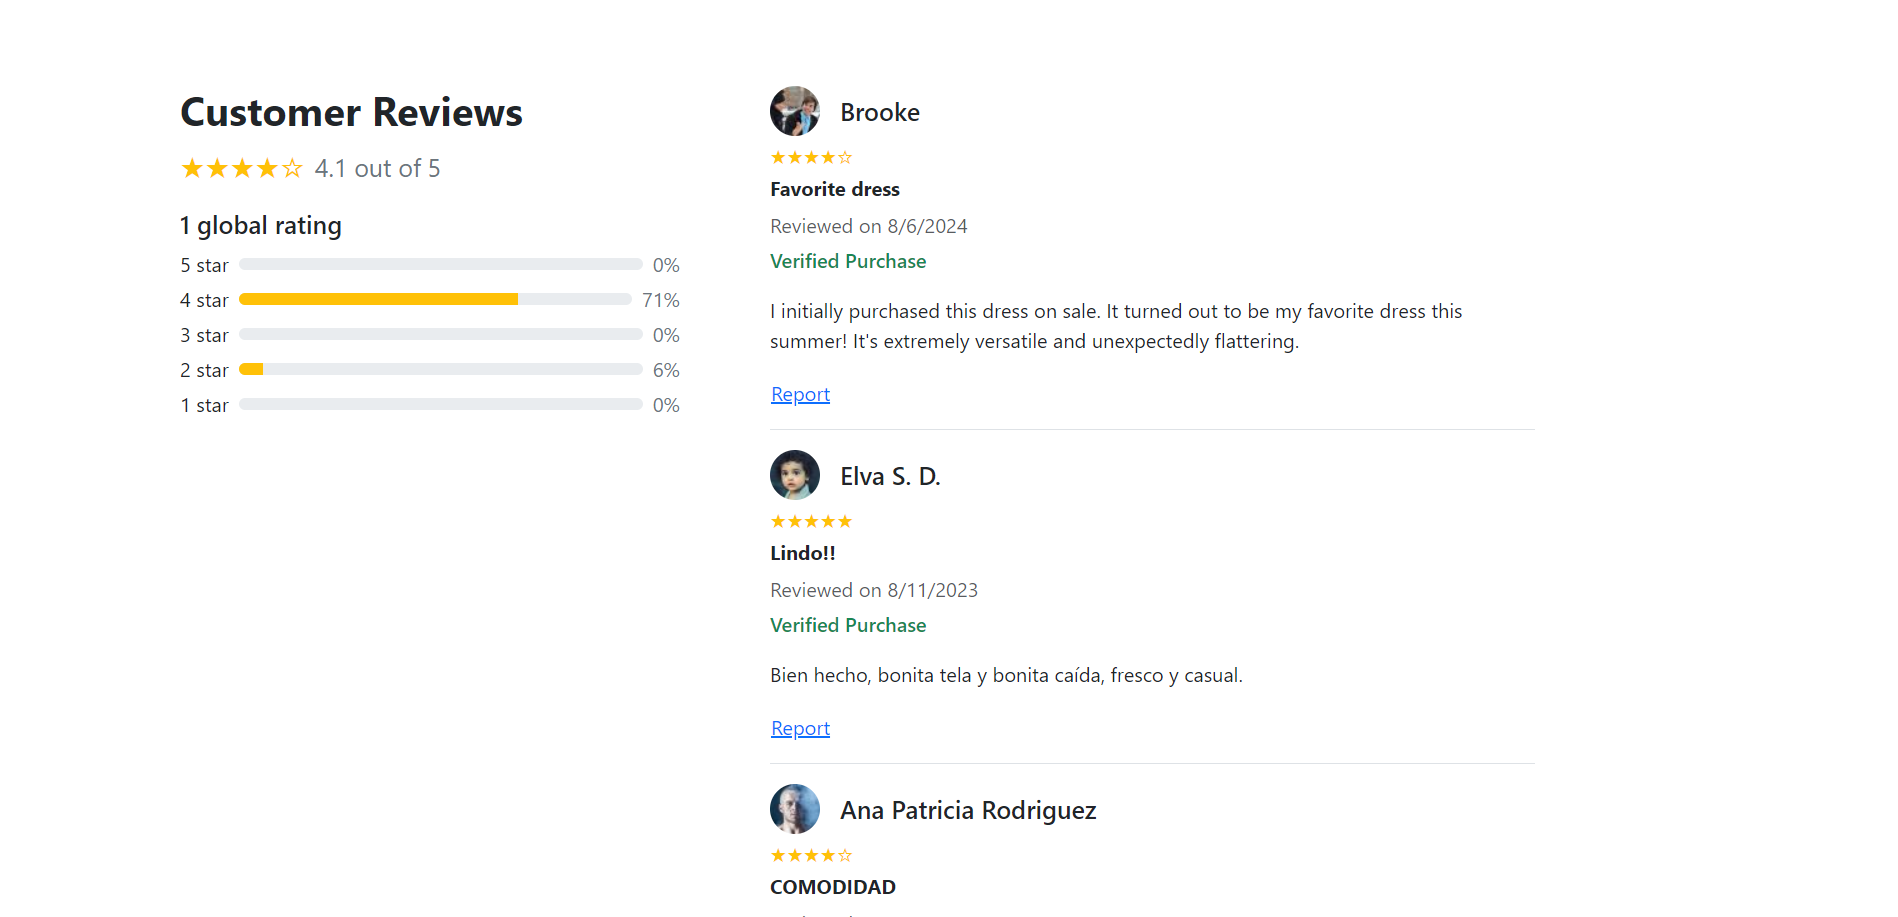 Customer Reviews
★★★★☆ 4.1 out of 5
1 global rating
5 star 0%
4 star 71%
3 star 0%
2 star 6%
1 star 0%
Brooke
★★★★☆
Favorite dress
Reviewed on 8/6/2024
Verified Purchase
I initially purchased this dress on sale. It turned out to be my favorite dress this
summer! It's extremely versatile and unexpectedly flattering.
Report
Elva S. D.
★★★★★
Lindo!!
Reviewed on 8/11/2023
Verified Purchase
Bien hecho, bonita tela y bonita caída, fresco y casual.
Report
Ana Patricia Rodriguez
★★★★☆
COMODIDAD